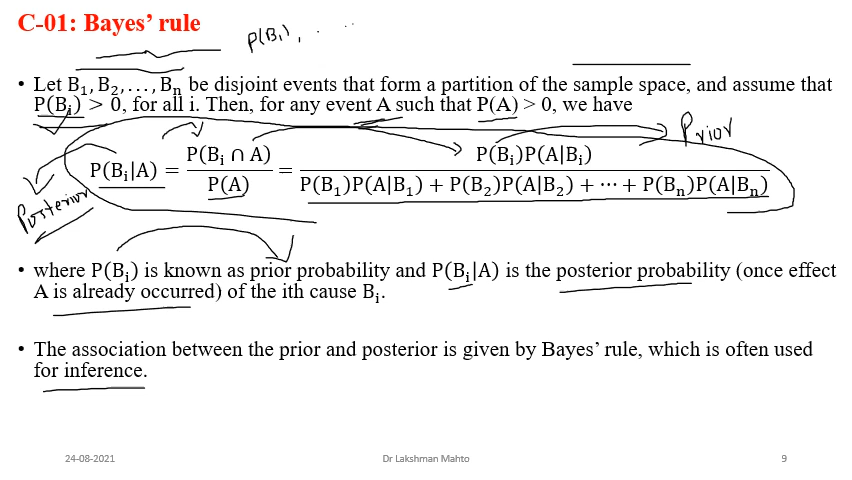 C-01: Bayes' rule
P(B₁), . . .
• Let B₁, B₂, ..., Bₙ be disjoint events that form a partition of the sample space, and assume that
P(Bᵢ) > 0, for all i. Then, for any event A such that P(A) > 0, we have
Prior
P(Bᵢ|A) = P(Bᵢ ∩ A) / P(A) = P(Bᵢ)P(A|Bᵢ) / P(B₁)P(A|B₁) + P(B₂)P(A|B₂) + ⋯ + P(Bₙ)P(A|Bₙ)
Posterior
• where P(Bᵢ) is known as prior probability and P(Bᵢ|A) is the posterior probability (once effect
A is already occurred) of the ith cause Bᵢ.
• The association between the prior and posterior is given by Bayes' rule, which is often used
for inference.
24-08-2021 Dr Lakshman Mahto 9